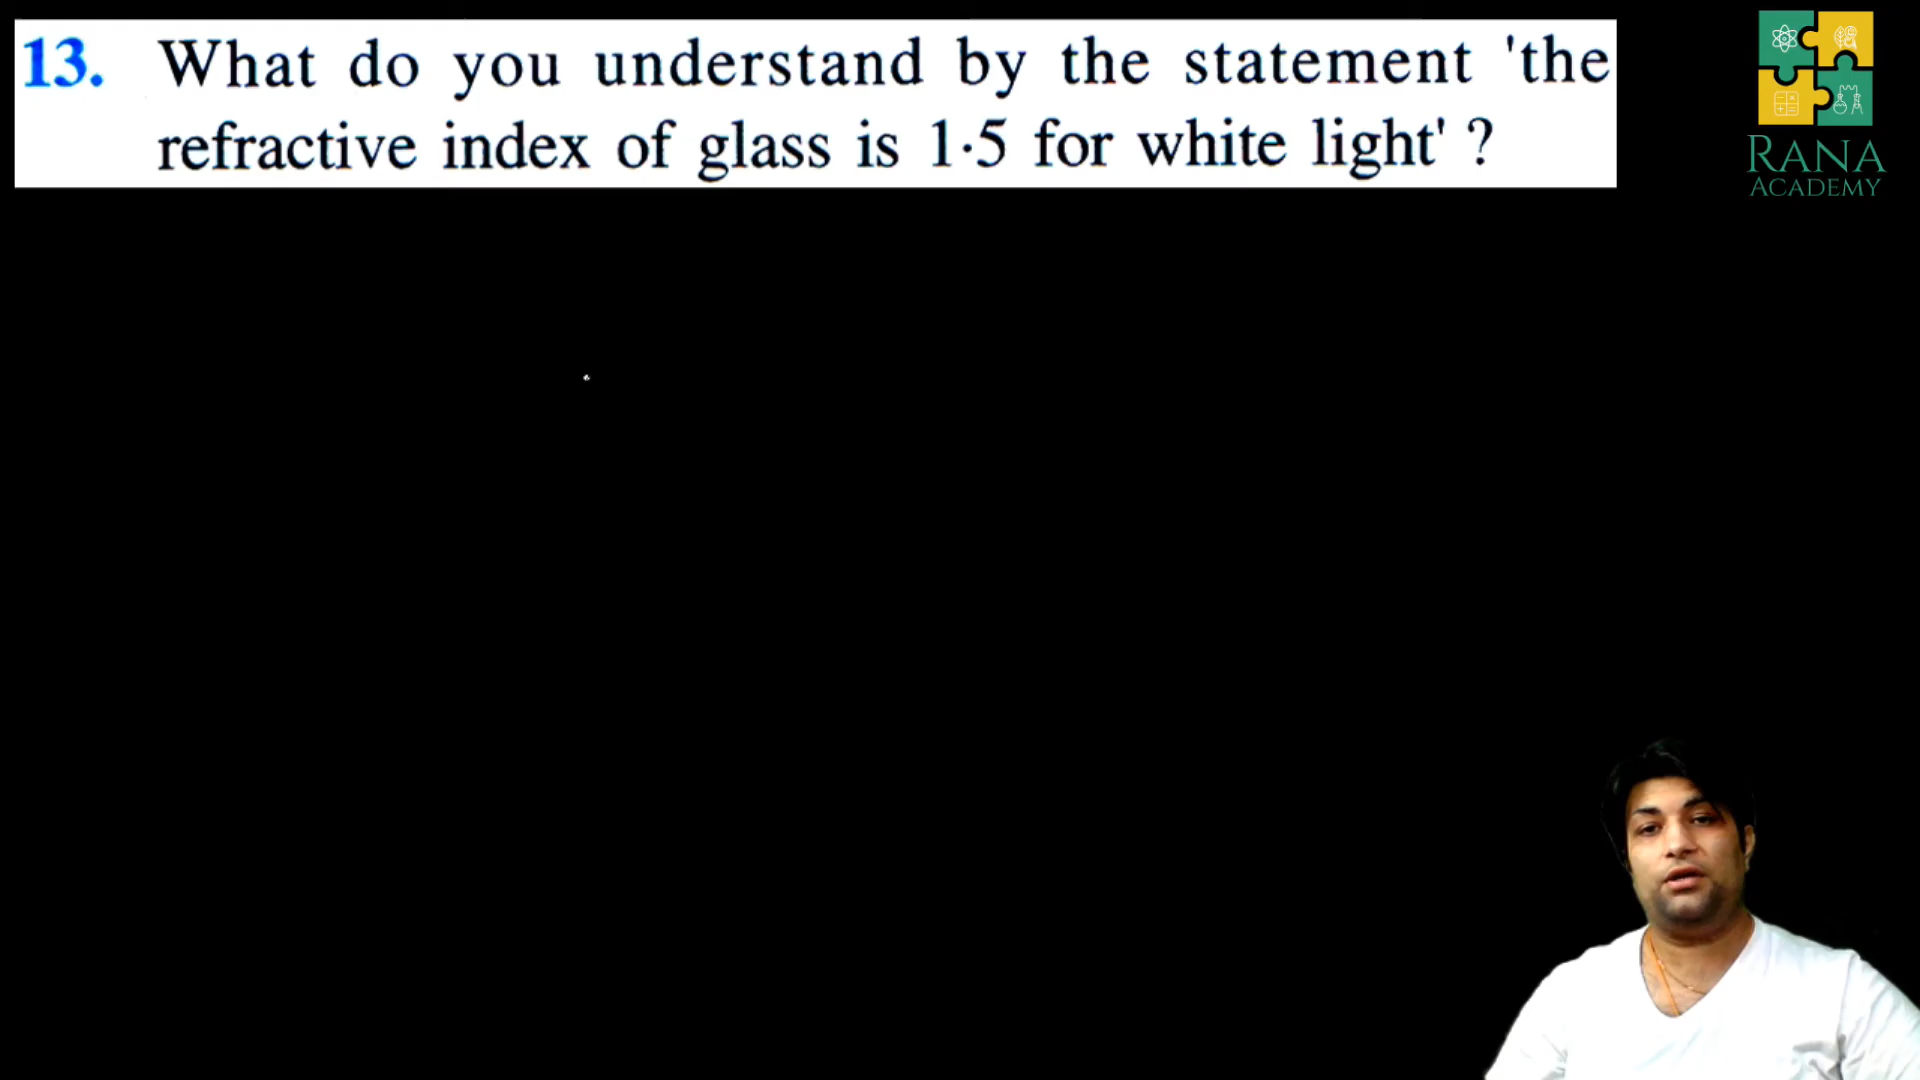 13. What do you understand by the statement 'the
refractive index of glass is 1·5 for white light' ?
RANA
ACADEMY